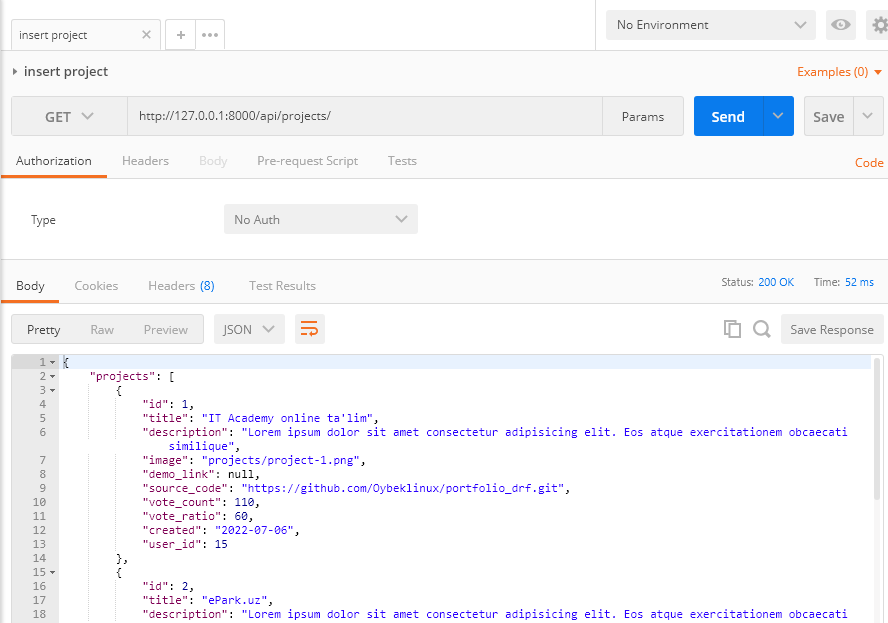 insert project
No Environment
insert project
Examples (0)
GET http://127.0.0.1:8000/api/projects/ Params Send Save
Authorization Headers Body Pre-request Script Tests Code
Type No Auth
Body Cookies Headers (8) Test Results Status: 200 OK Time: 52 ms
Pretty Raw Preview JSON Save Response
1 {
2 "projects": [
3 {
4 "id": 1,
5 "title": "IT Academy online ta'lim",
6 "description": "Lorem ipsum dolor sit amet consectetur adipisicing elit. Eos atque exercitationem obcaecati
similique",
7 "image": "projects/project-1.png",
8 "demo_link": null,
9 "source_code": "https://github.com/Oybeklinux/portfolio_drf.git",
10 "vote_count": 110,
11 "vote_ratio": 60,
12 "created": "2022-07-06",
13 "user_id": 15
14 },
15 {
16 "id": 2,
17 "title": "ePark.uz",
18 "description": "Lorem ipsum dolor sit amet consectetur adipisicing elit. Eos atque exercitationem obcaecati